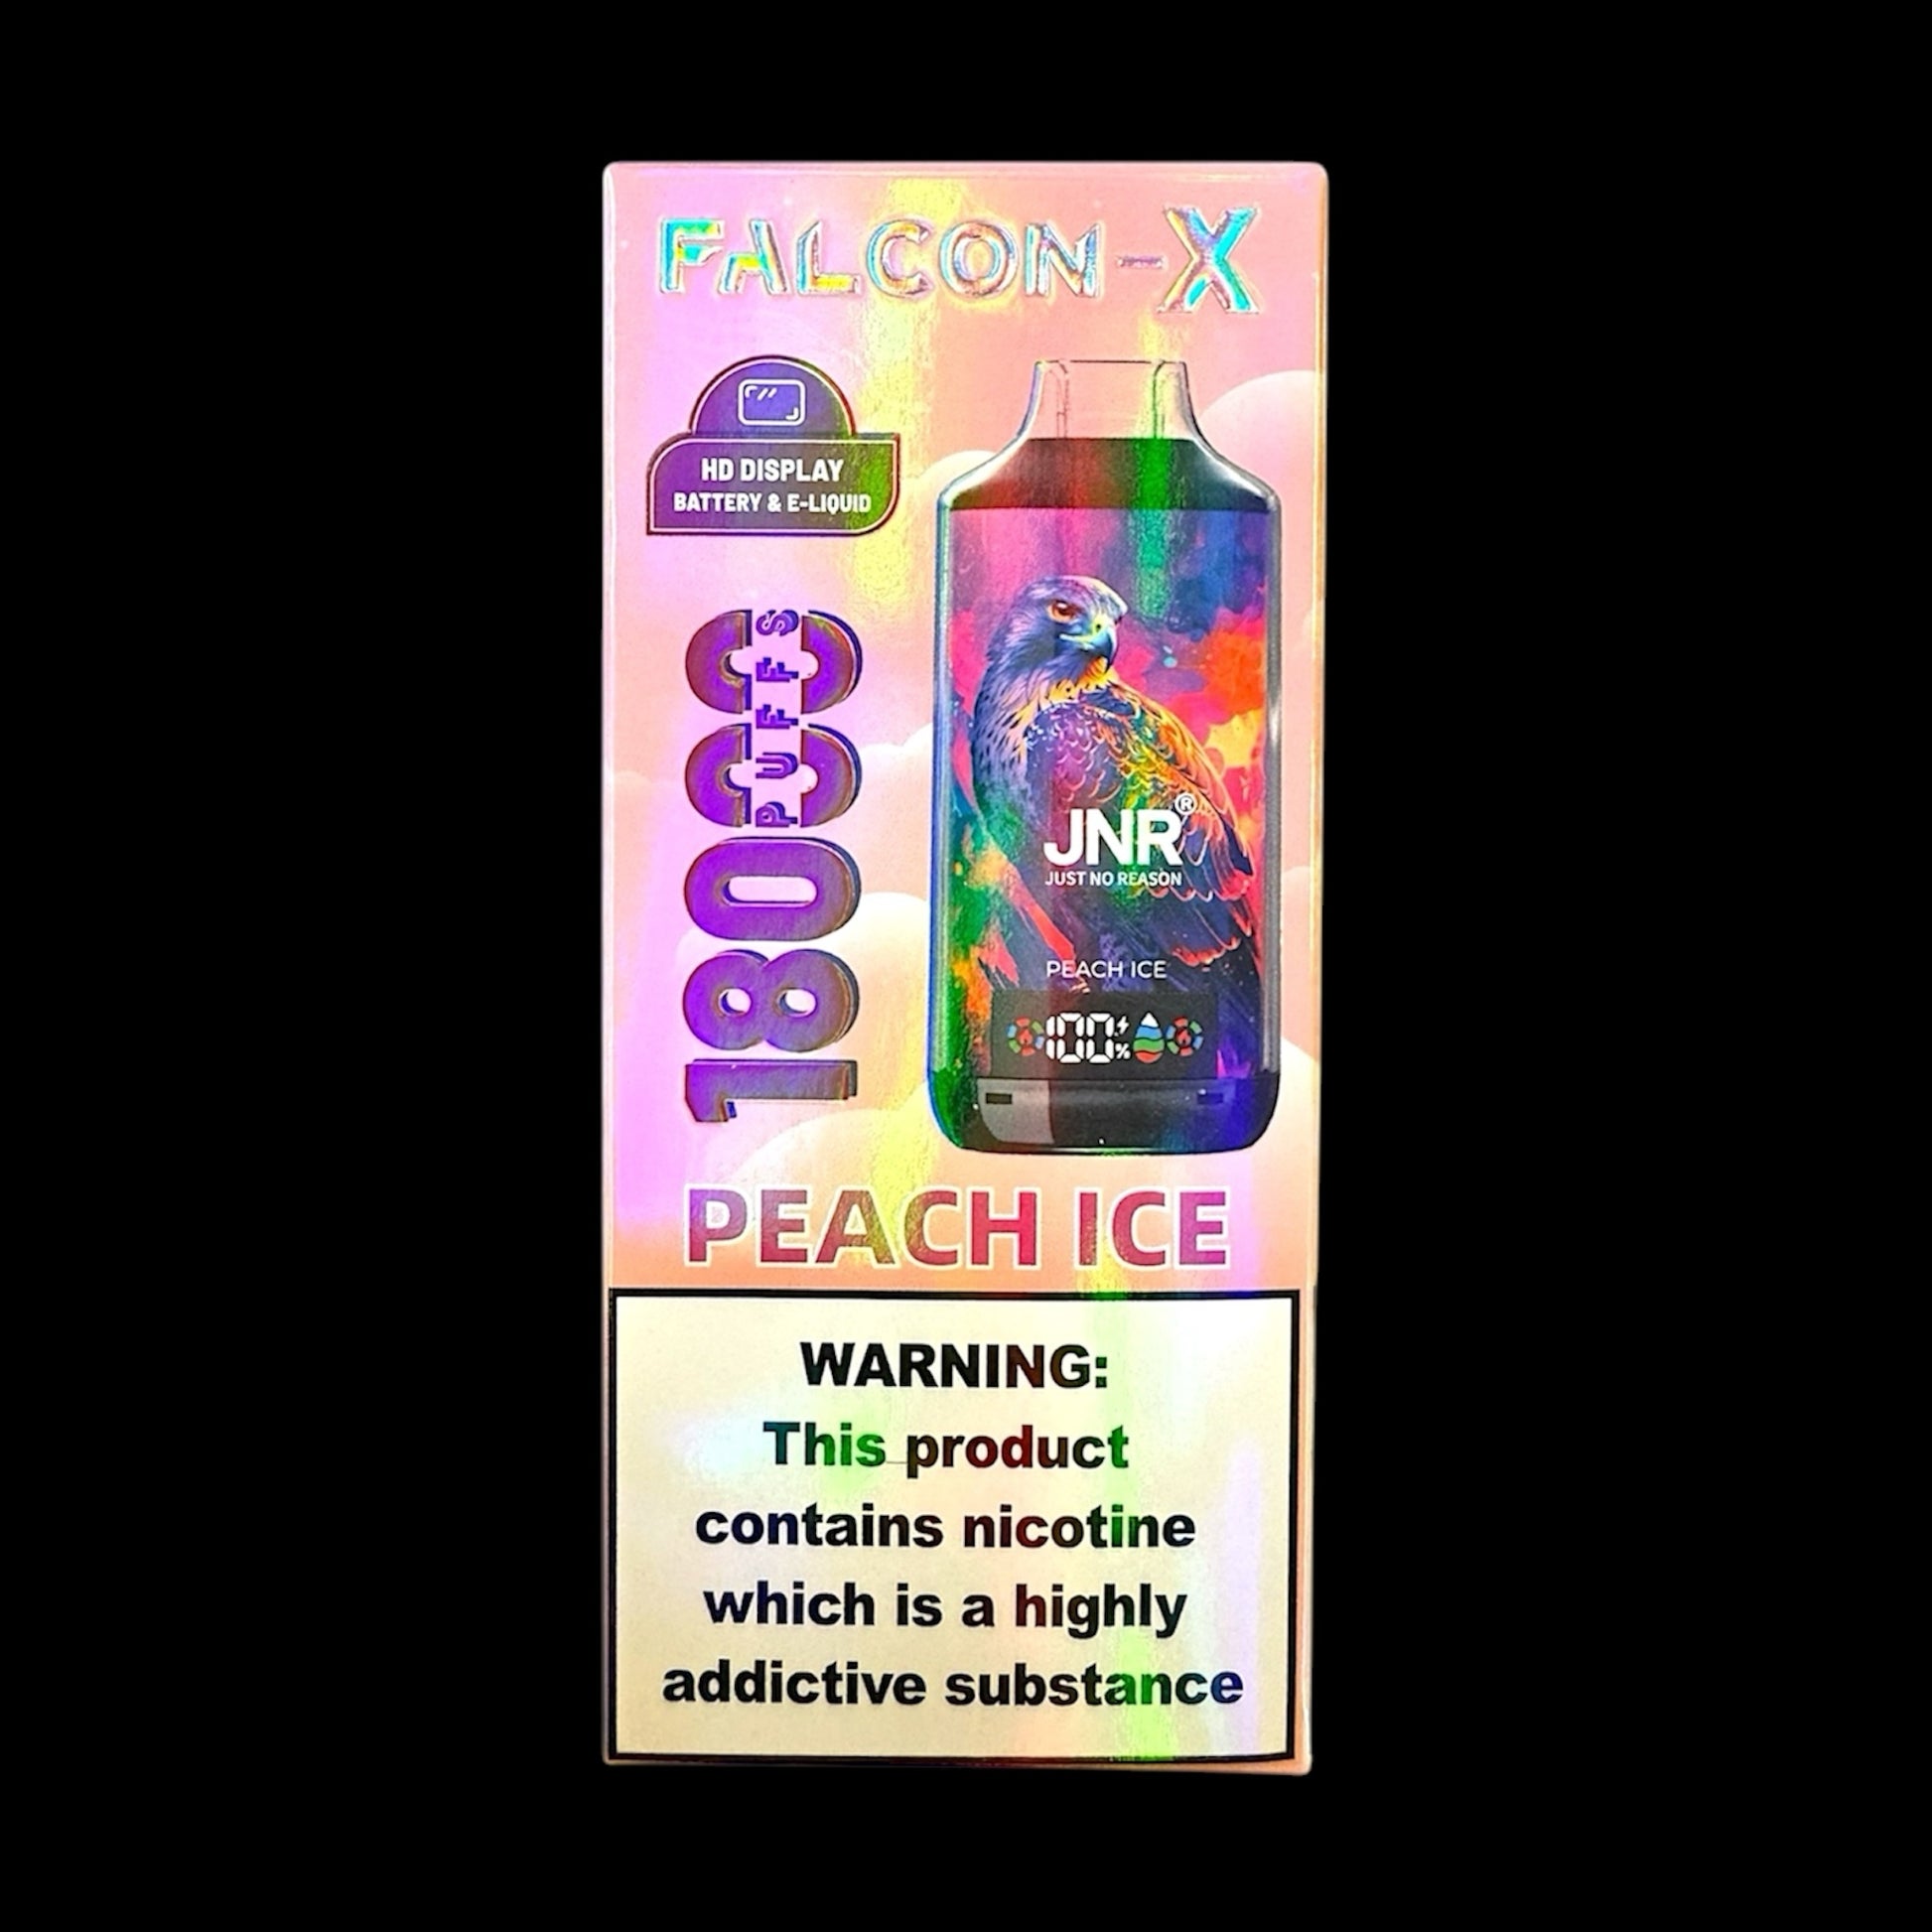 FALCON-X
HD DISPLAY
BATTERY & E-LIQUID
18000
PUFFS
JNR®
JUST NO REASON
PEACH ICE
100%
PEACH ICE
WARNING:
This product
contains nicotine
which is a highly
addictive substance